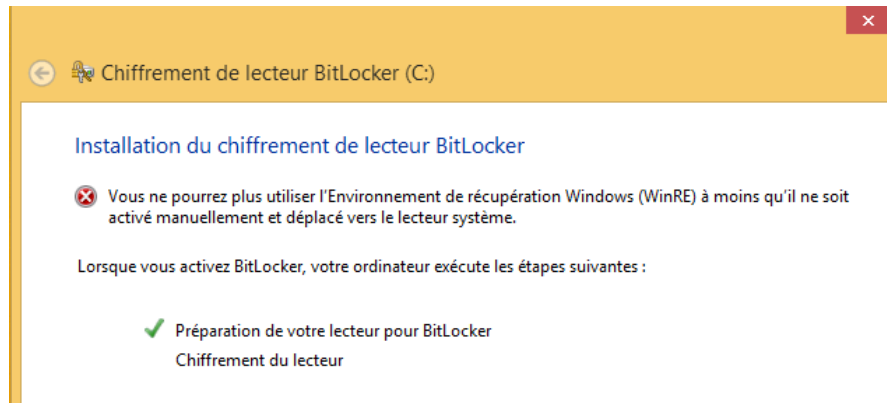 Chiffrement de lecteur BitLocker (C:)
Installation du chiffrement de lecteur BitLocker
Vous ne pourrez plus utiliser l'Environnement de récupération Windows (WinRE) à moins qu'il ne soit
activé manuellement et déplacé vers le lecteur système.
Lorsque vous activez BitLocker, votre ordinateur exécute les étapes suivantes :
Préparation de votre lecteur pour BitLocker
Chiffrement du lecteur